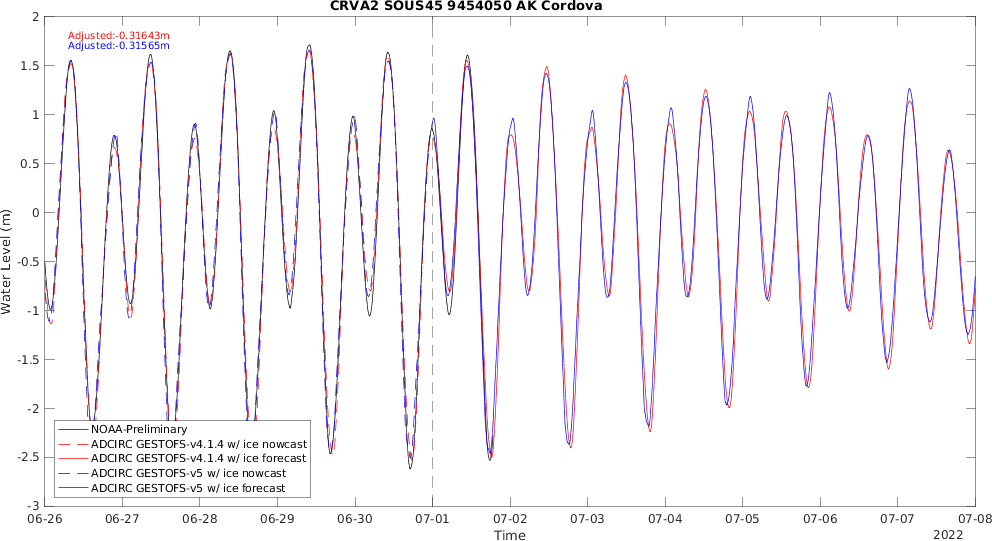 CRVA2 SOUS45 9454050 AK Cordova
Adjusted:-0.31643m
Adjusted:-0.31565m
2
1.5
1
0.5
0
-0.5
-1
-1.5
-2
-2.5
-3
Water Level (m)
NOAA-Preliminary
ADCIRC GESTOFS-v4.1.4 w/ ice nowcast
ADCIRC GESTOFS-v4.1.4 w/ ice forecast
ADCIRC GESTOFS-v5 w/ ice nowcast
ADCIRC GESTOFS-v5 w/ ice forecast
06-26 06-27 06-28 06-29 06-30 07-01 07-02 07-03 07-04 07-05 07-06 07-07 07-08
Time
2022